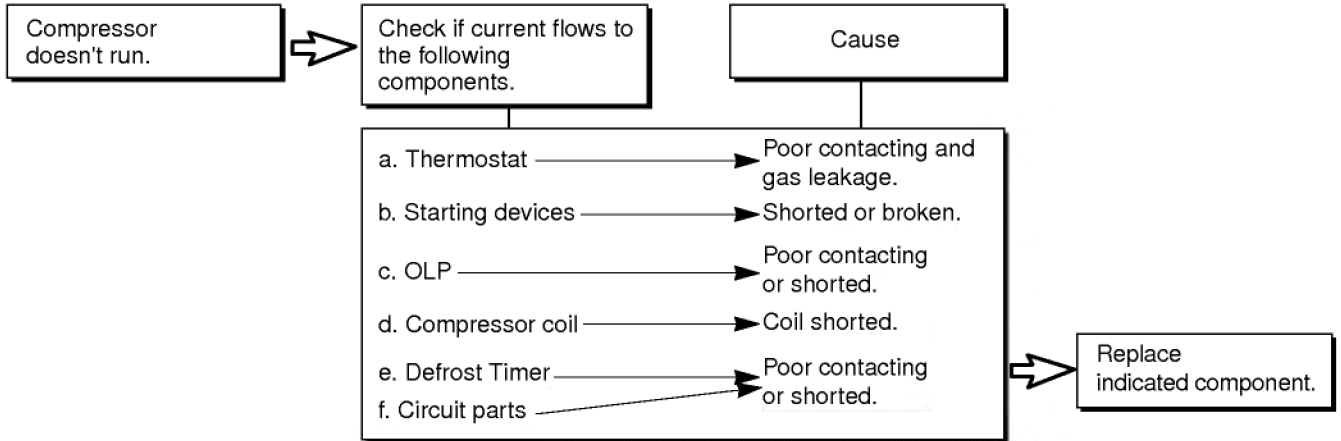 Compressor
doesn't run.
Check if current flows to
the following
components.
Cause
a. Thermostat
Poor contacting and
gas leakage.
b. Starting devices
Shorted or broken.
c. OLP
Poor contacting
or shorted.
d. Compressor coil
Coil shorted.
e. Defrost Timer
f. Circuit parts
Poor contacting
or shorted.
Replace
indicated component.